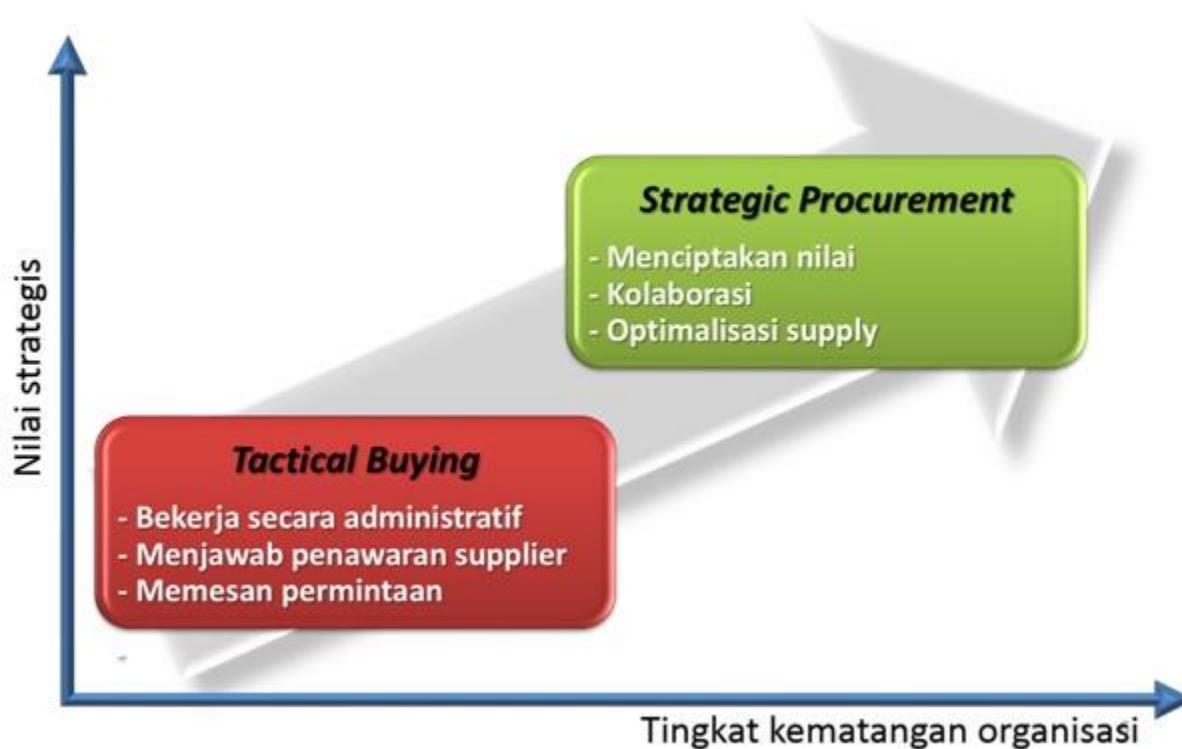 Nilai strategis
Strategic Procurement
- Menciptakan nilai
- Kolaborasi
- Optimalisasi supply
Tactical Buying
- Bekerja secara administratif
- Menjawab penawaran supplier
- Memesan permintaan
Tingkat kematangan organisasi